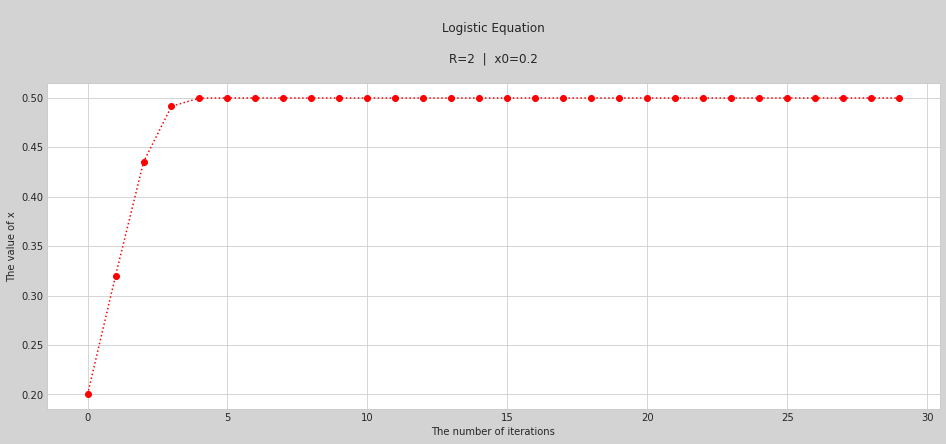 Logistic Equation
R=2 | x0=0.2
0.50
0.45
0.40
0.35
0.30
0.25
0.20
The value of x
0 5 10 15 20 25 30
The number of iterations